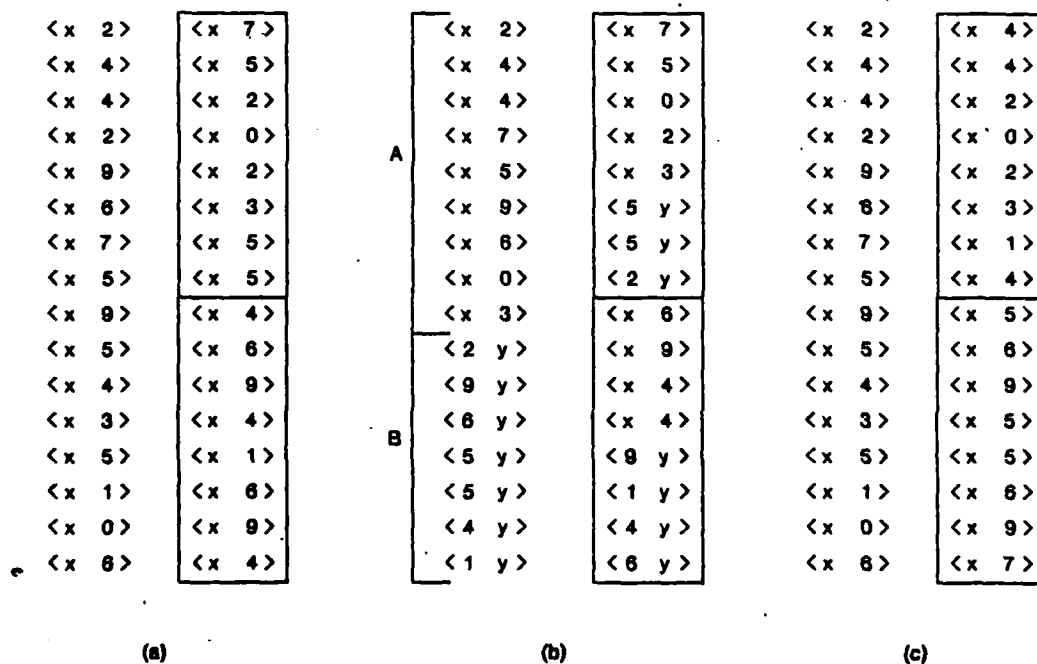 <x 2> <x 7> <x 2> <x 7> <x 2> <x 4>
<x 4> <x 5> <x 4> <x 5> <x 4> <x 4>
<x 4> <x 2> <x 4> <x 0> <x 4> <x 2>
<x 2> <x 0> <x 7> <x 2> <x 2> <x 0>
A
<x 9> <x 2> <x 5> <x 3> <x 9> <x 2>
<x 6> <x 3> <x 9> <5 y> <x 6> <x 3>
<x 7> <x 5> <x 6> <5 y> <x 7> <x 1>
<x 5> <x 5> <x 0> <2 y> <x 5> <x 4>
<x 9> <x 4> <x 3> <x 6> <x 9> <x 5>
<x 5> <x 6> <2 y> <x 9> <x 5> <x 6>
<x 4> <x 9> <9 y> <x 4> <x 4> <x 9>
<x 3> <x 4> <6 y> <x 4> <x 3> <x 5>
B
<x 5> <x 1> <5 y> <9 y> <x 5> <x 5>
<x 1> <x 6> <5 y> <1 y> <x 1> <x 6>
<x 0> <x 9> <4 y> <4 y> <x 0> <x 9>
<x 6> <x 4> <1 y> <6 y> <x 6> <x 7>
(a) (b) (c)